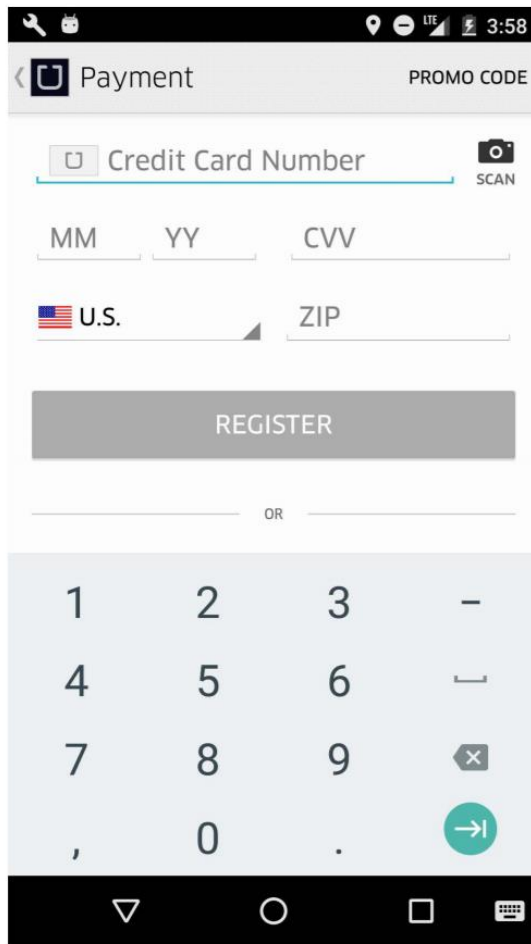 LTE 3:58
Payment PROMO CODE
Credit Card Number
SCAN
MM YY CVV
U.S. ZIP
REGISTER
OR
1 2 3 -
4 5 6
7 8 9
, 0 .